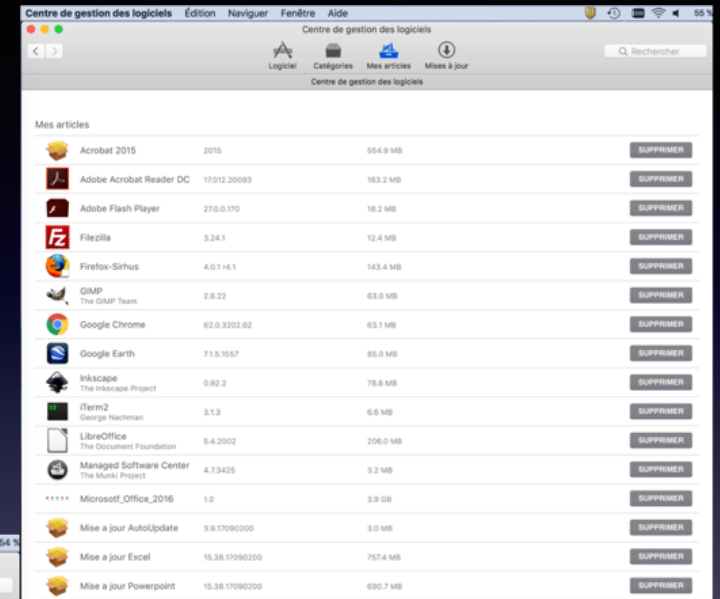 Centre de gestion des logiciels Édition Naviguer Fenêtre Aide 55 %
Centre de gestion des logiciels
Logiciel Catégories Mes articles Mises à jour Rechercher
Centre de gestion des logiciels
Mes articles
Acrobat 2015 2015 554.9 MB SUPPRIMER
Adobe Acrobat Reader DC 17.012.20093 163.2 MB SUPPRIMER
Adobe Flash Player 27.0.0.170 18.2 MB SUPPRIMER
Filezilla 3.24.1 12.4 MB SUPPRIMER
Firefox-Sirhus 4.0.1 r4.1 143.4 MB SUPPRIMER
GIMP 2.8.22 63.0 MB SUPPRIMER
The GIMP Team
Google Chrome 62.0.3202.62 63.1 MB SUPPRIMER
Google Earth 7.1.5.1557 85.0 MB SUPPRIMER
Inkscape 0.92.2 78.8 MB SUPPRIMER
The Inkscape Project
iTerm2 3.1.3 6.6 MB SUPPRIMER
George Nachman
LibreOffice 5.4.2002 206.0 MB SUPPRIMER
The Document Foundation
Managed Software Center 4.7.3425 3.2 MB SUPPRIMER
The Munki Project
Microsotf_Office_2016 1.0 3.9 GB SUPPRIMER
54 %
Mise a jour AutoUpdate 3.9.17090200 3.0 MB SUPPRIMER
Mise a jour Excel 15.38.17090200 757.4 MB SUPPRIMER
Mise a jour Powerpoint 15.38.17090200 690.7 MB SUPPRIMER